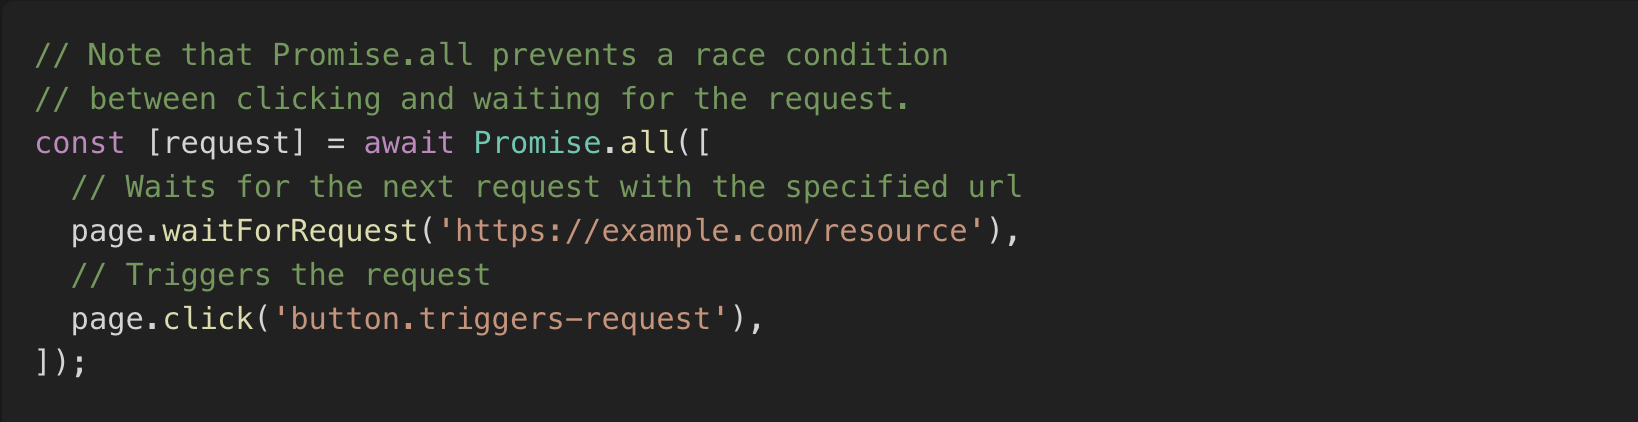 // Note that Promise.all prevents a race condition
// between clicking and waiting for the request.
const [request] = await Promise.all([
  // Waits for the next request with the specified url
  page.waitForRequest('https://example.com/resource'),
  // Triggers the request
  page.click('button.triggers-request'),
]);